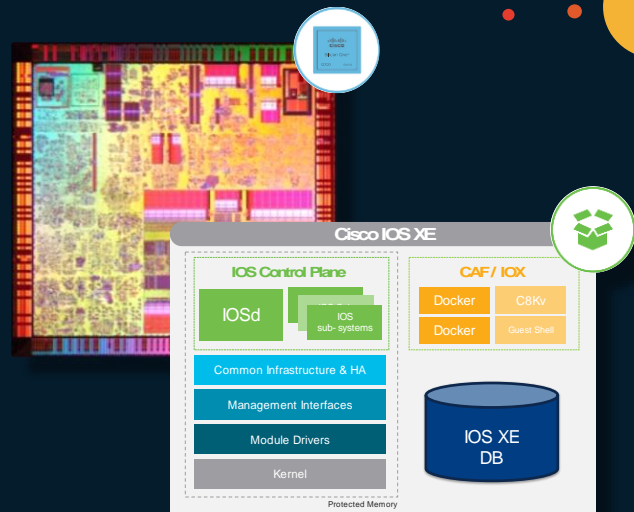 Cisco IOS XE
IOS Control Plane
IOSd
IOS
sub- systems
CAF / IOX
Docker
C8Kv
Docker
Guest Shell
Common Infrastructure & HA
Management Interfaces
Module Drivers
Kernel
IOS XE
DB
Protected Memory